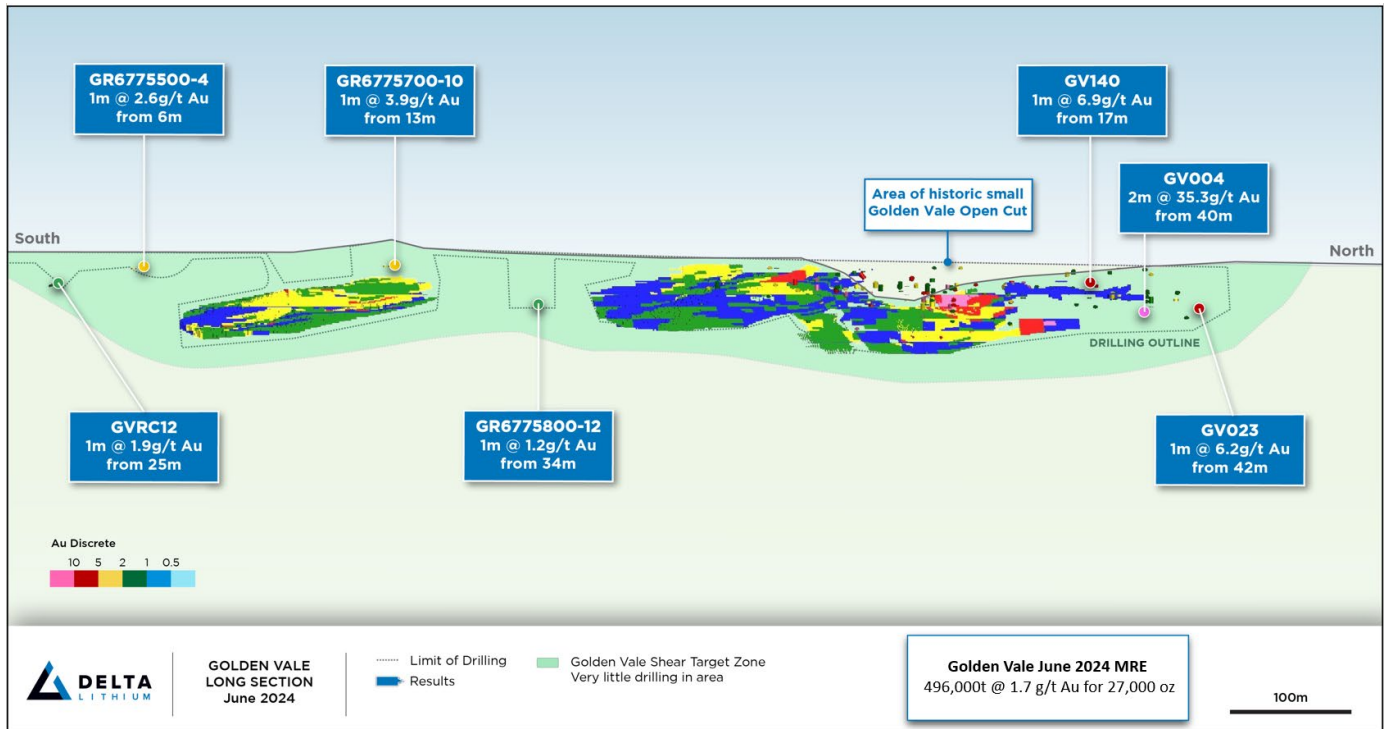 GR6775500-4
1m @ 2.6g/t Au
from 6m
GR6775700-10
1m @ 3.9g/t Au
from 13m
GV140
1m @ 6.9g/t Au
from 17m
GV004
2m @ 35.3g/t Au
from 40m
Area of historic small
Golden Vale Open Cut
South
North
DRILLING OUTLINE
GVRC12
1m @ 1.9g/t Au
from 25m
GR6775800-12
1m @ 1.2g/t Au
from 34m
GV023
1m @ 6.2g/t Au
from 42m
Au Discrete
10 5 2 1 0.5
DELTA
LITHIUM
GOLDEN VALE
LONG SECTION
June 2024
Limit of Drilling
Results
Golden Vale Shear Target Zone
Very little drilling in area
Golden Vale June 2024 MRE
496,000t @ 1.7 g/t Au for 27,000 oz
100m